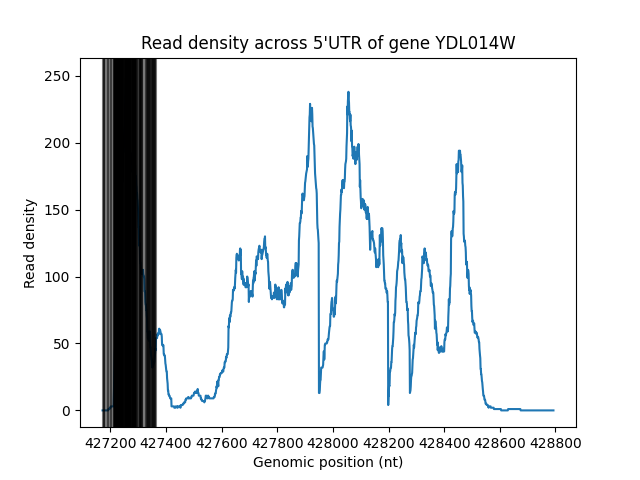 Read density across 5'UTR of gene YDL014W
250
200
150
100
50
0
Read density
427200 427400 427600 427800 428000 428200 428400 428600 428800
Genomic position (nt)